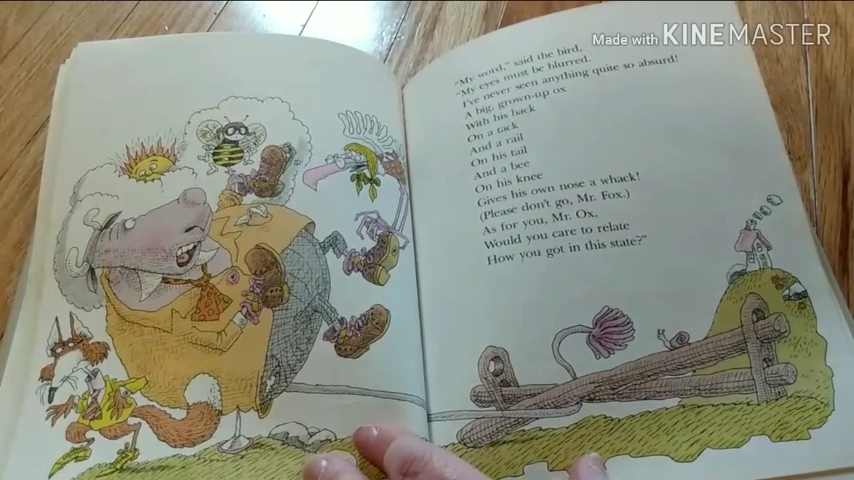 Made with KINEMASTER
"My word," said the bird,
"My eyes must be blurred.
I've never seen anything quite so absurd!
A big, grown-up ox
With his back
On a tack
And a rail
On his tail
And a bee
On his knee
Gives his own nose a whack!
(Please don't go, Mr. Fox.)
As for you, Mr. Ox,
Would you care to relate
How you got in this state?"